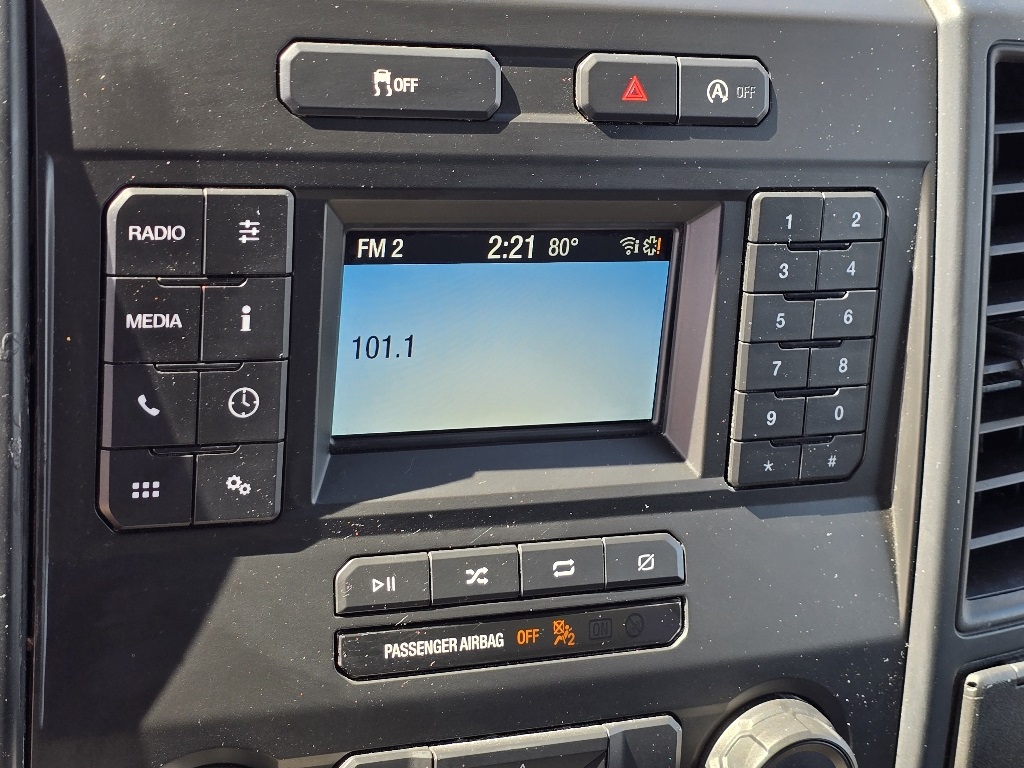 OFF
A OFF
RADIO
MEDIA
i
FM 2 2:21 80°
101.1
1 2
3 4
5 6
7 8
9 0
* #
PASSENGER AIRBAG OFF 2